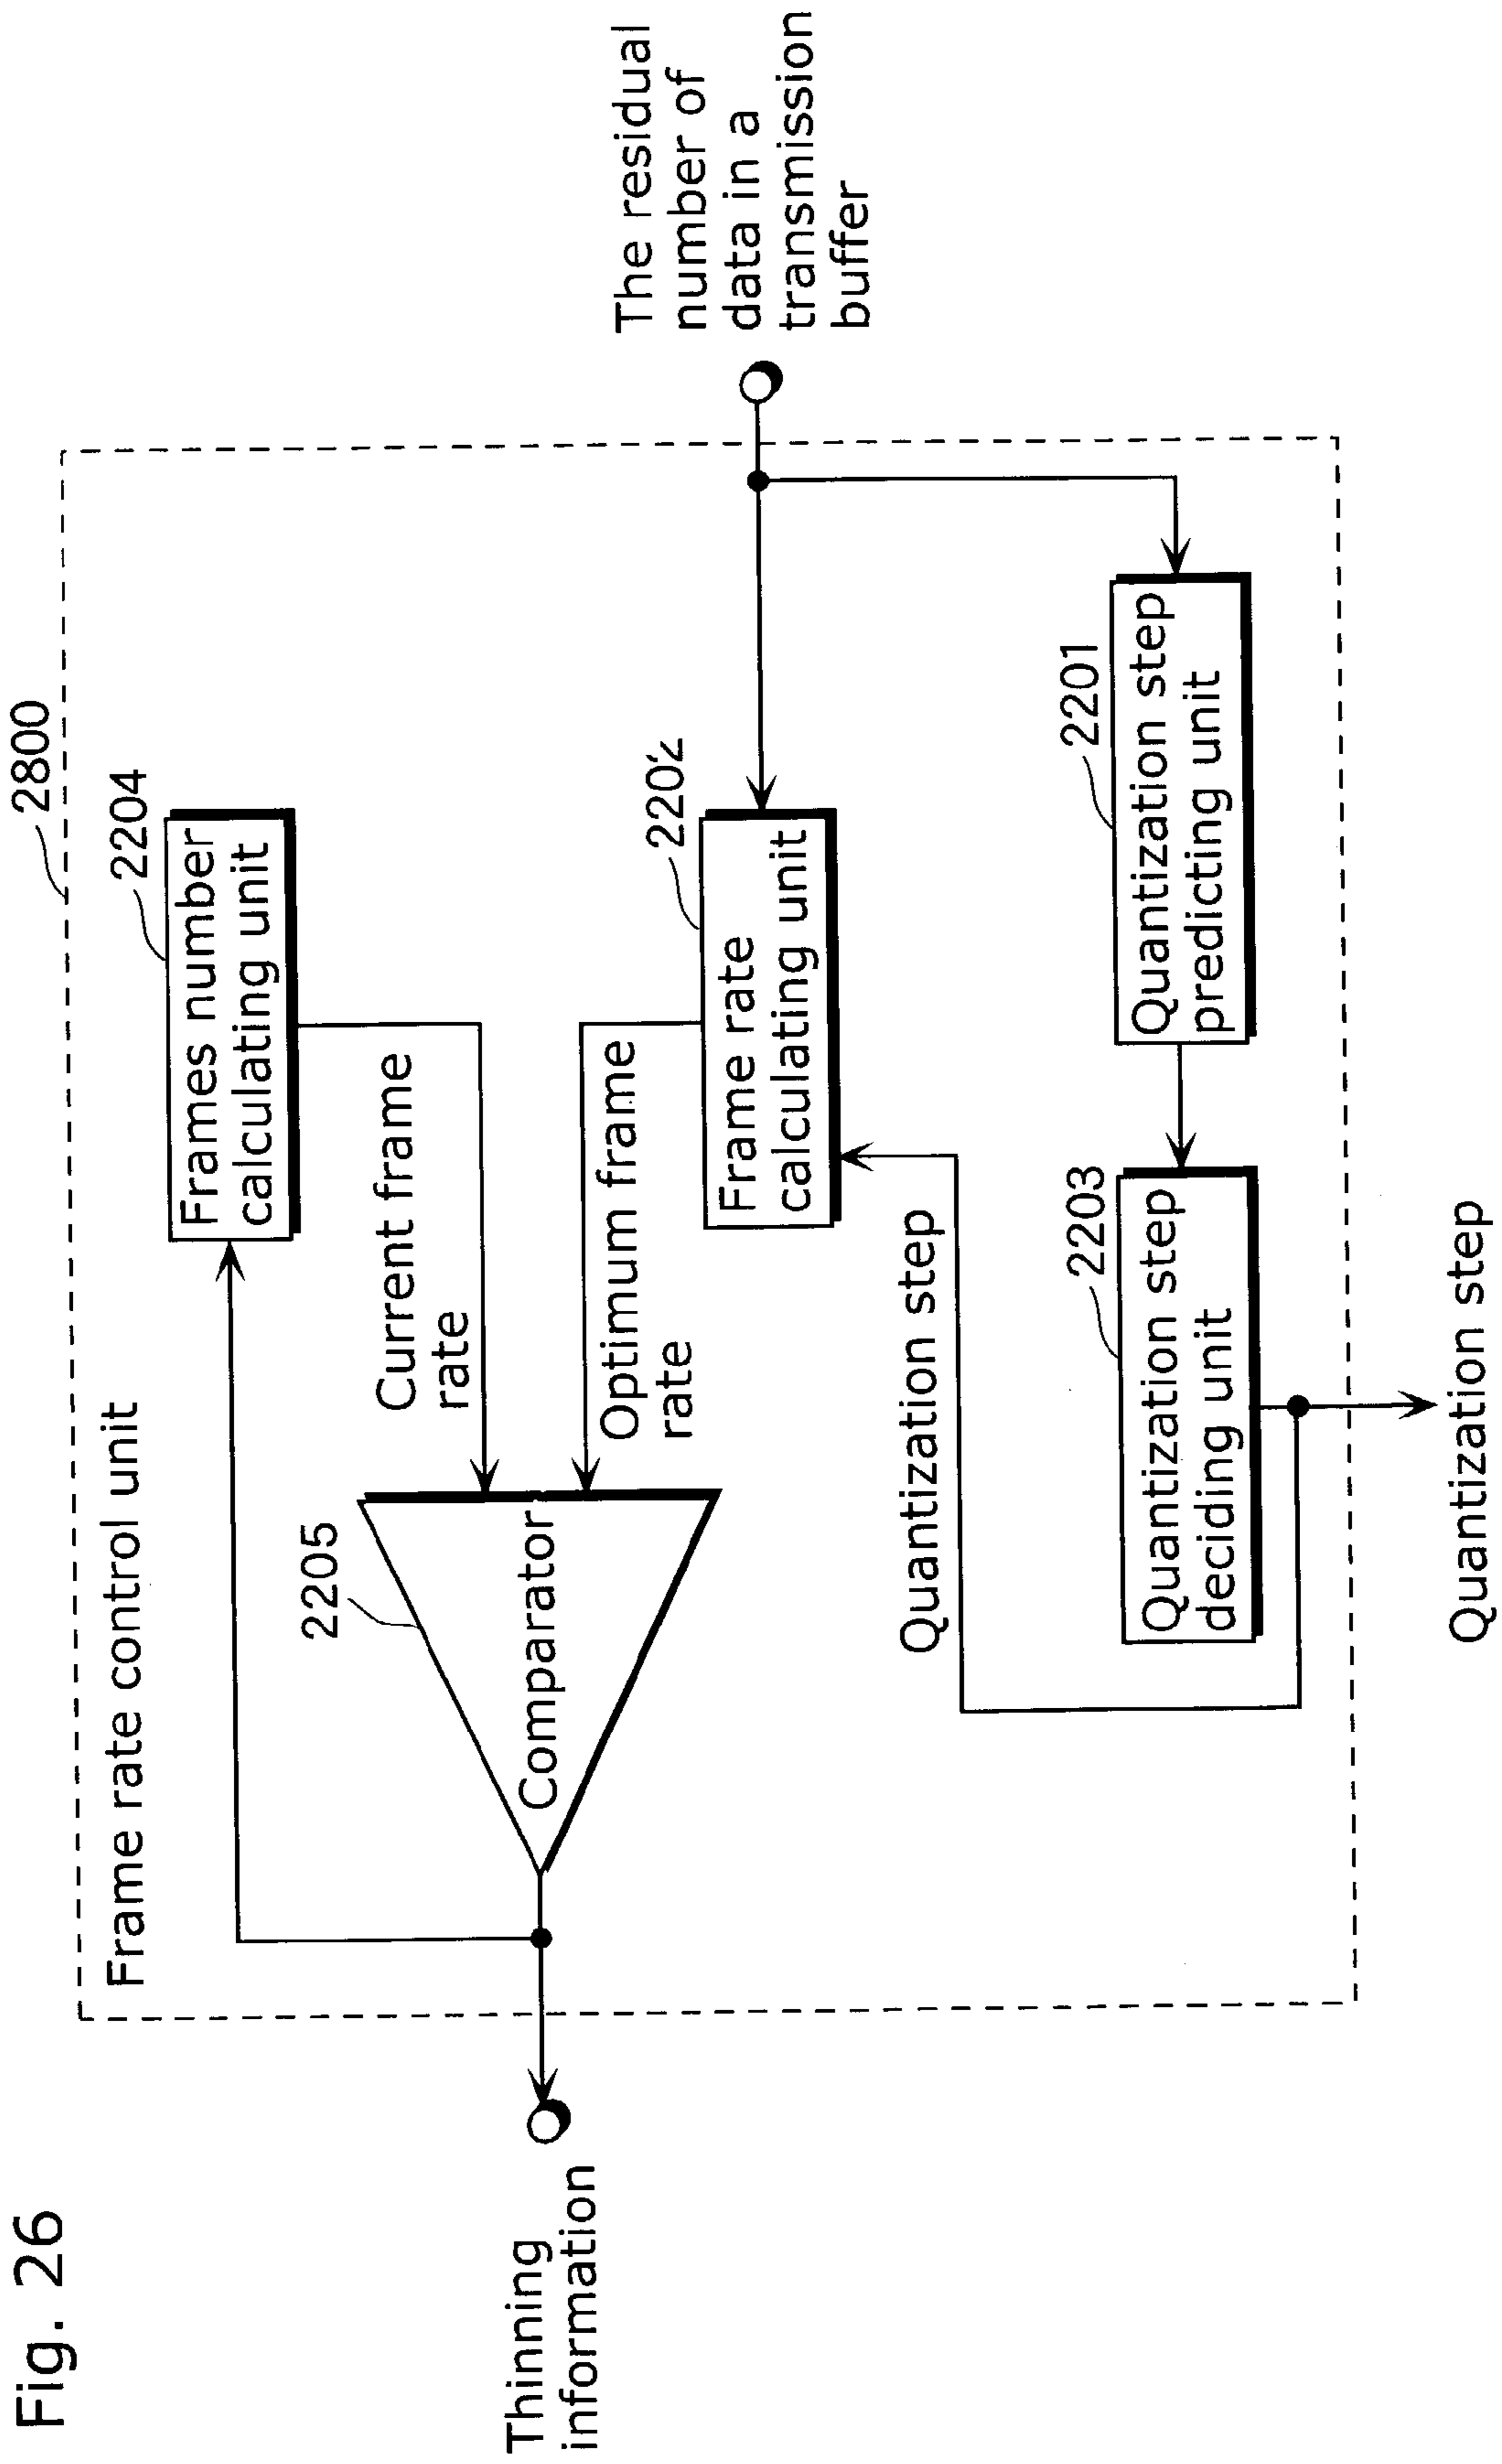 Fig. 26
2800
Frame rate control unit
2204
Frames number
calculating unit
2205
Current frame
rate
Thinning
information
Comparator
Optimum frame
rate
2202
Frame rate
calculating unit
The residual
number of
data in a
transmission
buffer
Quantization step
2203
2201
Quantization step
deciding unit
Quantization step
predicting unit
Quantization step